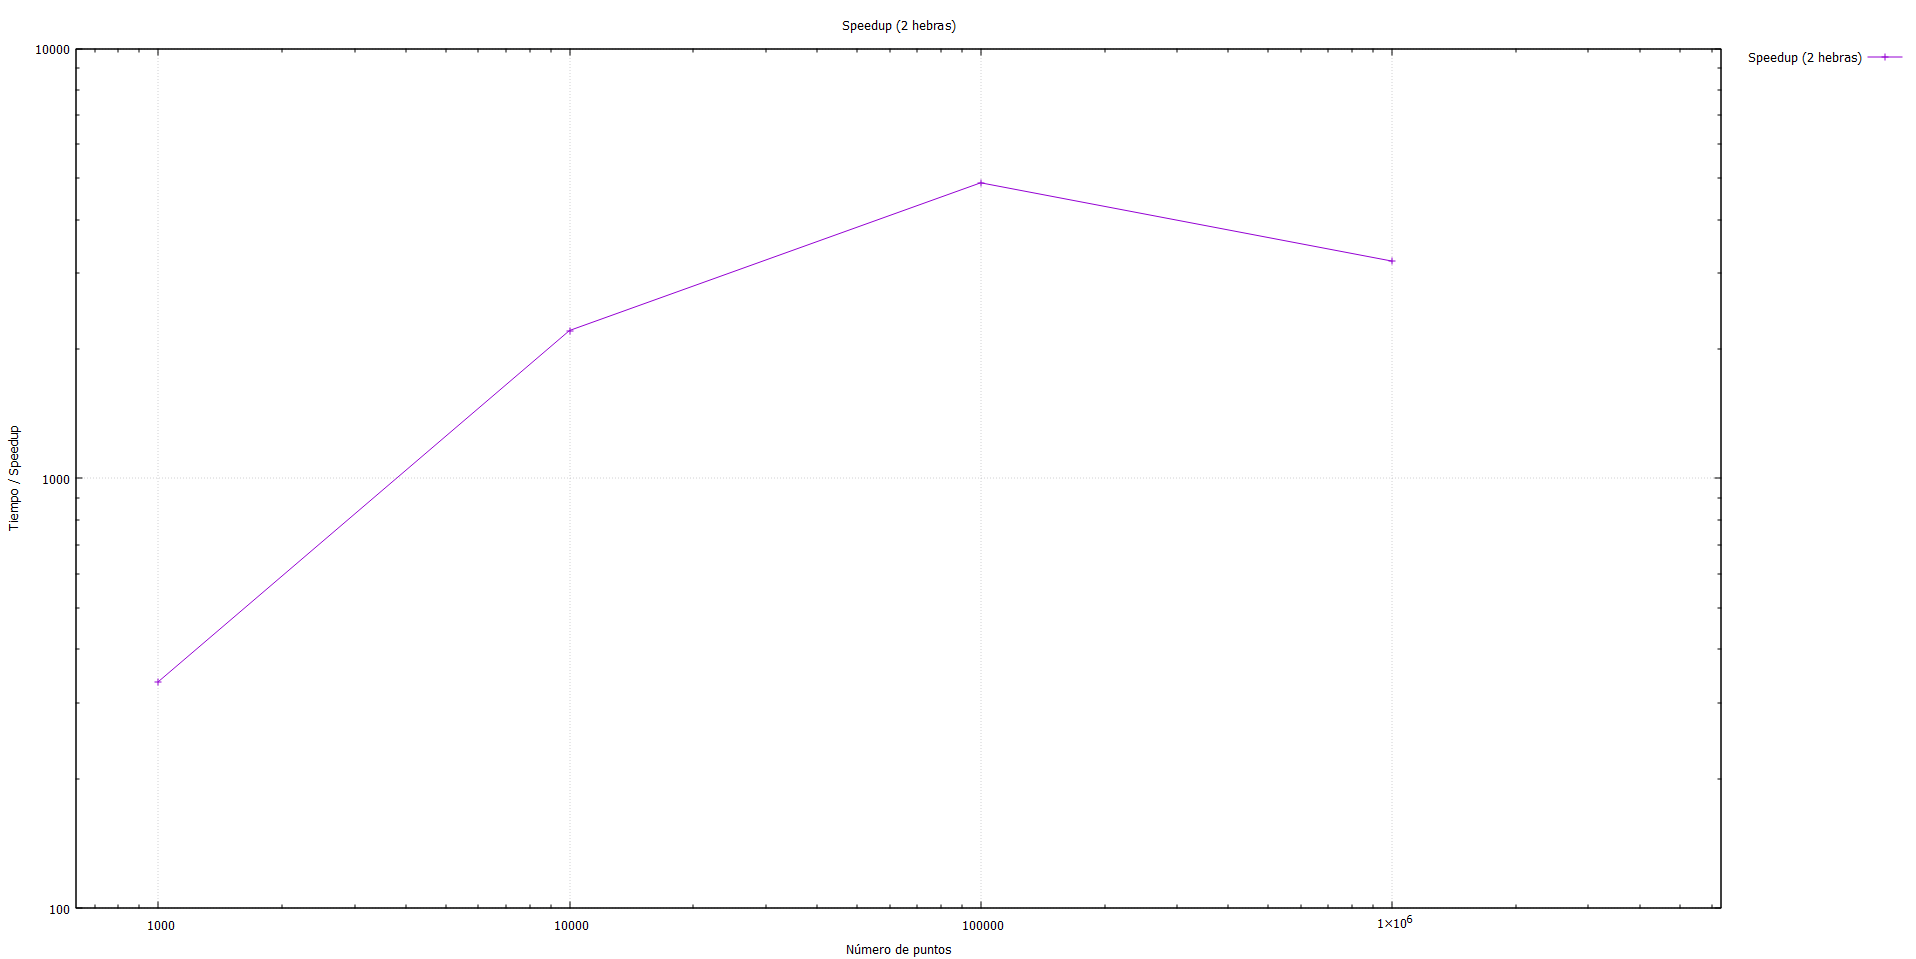 Speedup (2 hebras)
Speedup (2 hebras)
10000
1000
100
Tiempo / Speedup
1000
10000
100000
1×10⁶
Número de puntos